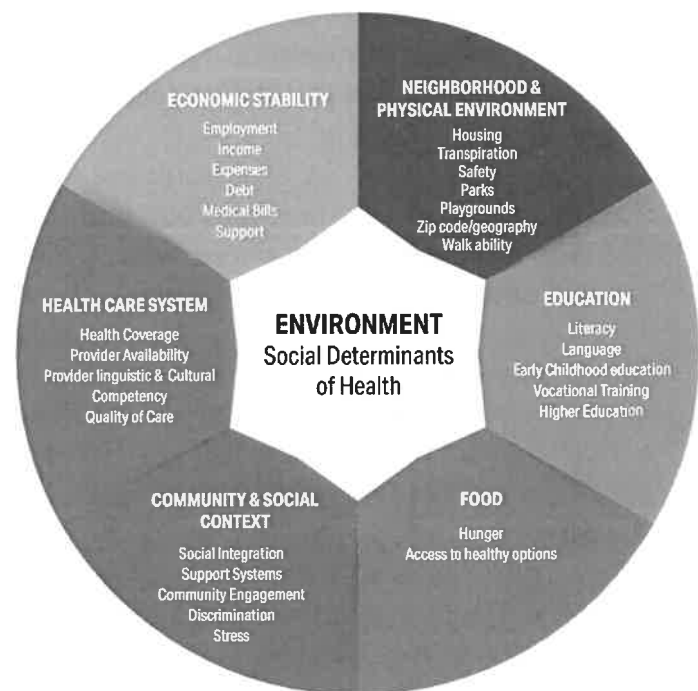 ECONOMIC STABILITY
Employment
Income
Expenses
Debt
Medical Bills
Support
NEIGHBORHOOD &
PHYSICAL ENVIRONMENT
Housing
Transpiration
Safety
Parks
Playgrounds
Zip code/geography
Walk ability
EDUCATION
Literacy
Language
Early Childhood education
Vocational Training
Higher Education
FOOD
Hunger
Access to healthy options
COMMUNITY & SOCIAL
CONTEXT
Social Integration
Support Systems
Community Engagement
Discrimination
Stress
HEALTH CARE SYSTEM
Health Coverage
Provider Availability
Provider linguistic & Cultural
Competency
Quality of Care
ENVIRONMENT
Social Determinants
of Health